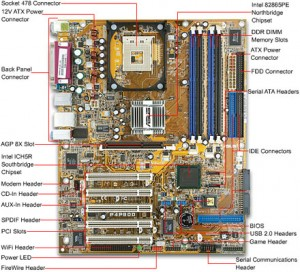 Socket 478 Connector
12V ATX Power
Connector
Back Panel
Connector
AGP 8X Slot
Intel ICH5R
Southbridge
Chipset
Modem Header
CD-In Header
AUX-In Header
SPDIF Header
PCI Slots
WiFi Header
Power LED
FireWire Header
Intel 82865PE
Northbridge
Chipset
DDR DIMM
Memory Slots
ATX Power
Connector
FDD Connector
Serial ATA Headers
IDE Connectors
BIOS
USB 2.0 Headers
Game Header
Serial Communications
Header
P4P800